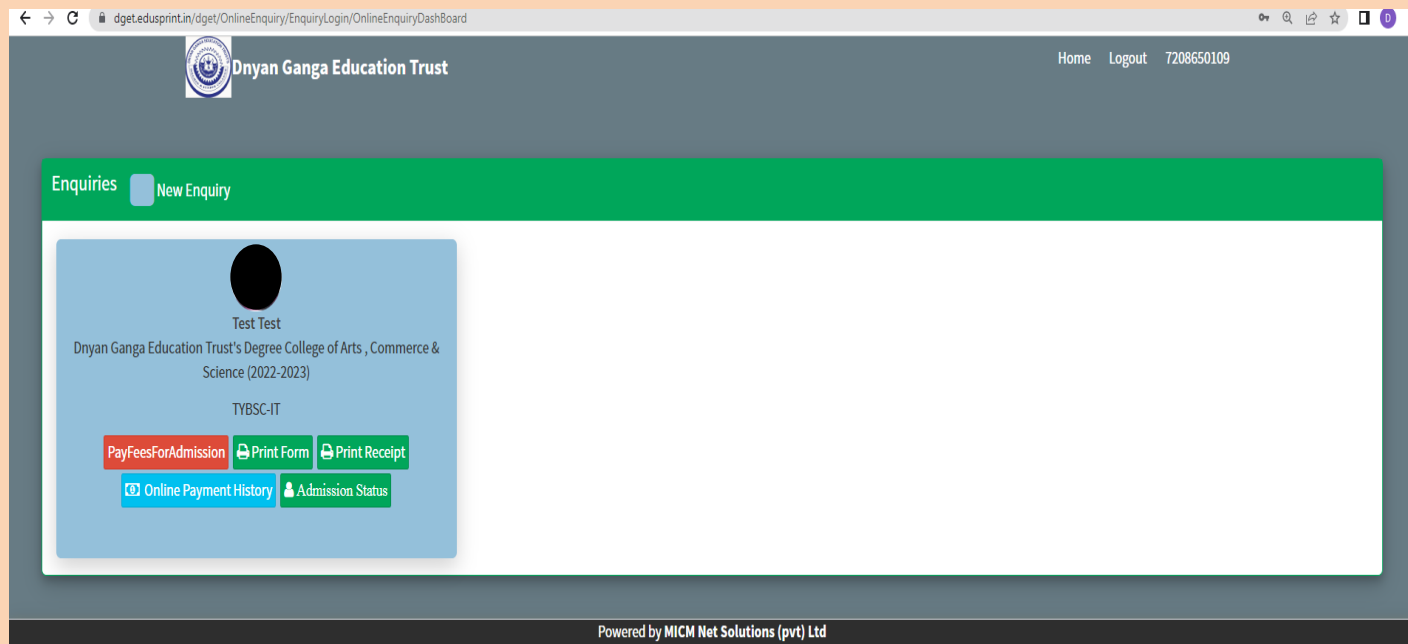 dget.edusprint.in/dget/OnlineEnquiry/EnquiryLogin/OnlineEnquiryDashBoard
D
Dnyan Ganga Education Trust
Home Logout 7208650109
Enquiries New Enquiry
Test Test
Dnyan Ganga Education Trust's Degree College of Arts , Commerce &
Science (2022-2023)
TYBSC-IT
PayFeesForAdmission Print Form Print Receipt
Online Payment History Admission Status
Powered by MICM Net Solutions (pvt) Ltd